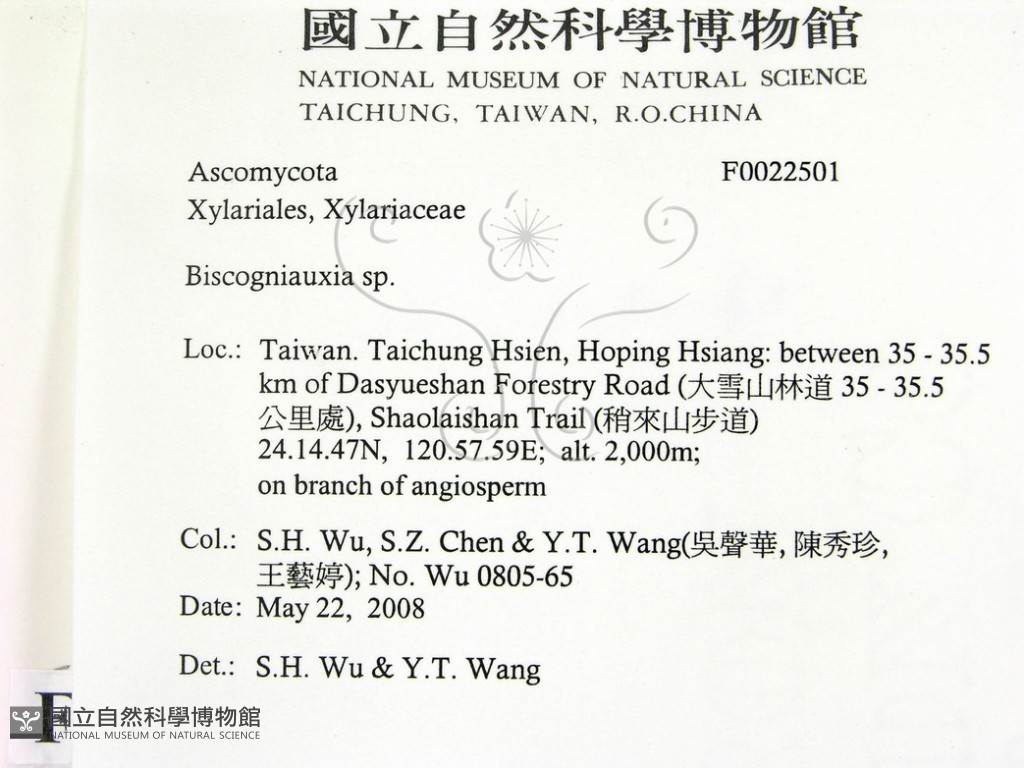 國立自然科學博物館
NATIONAL MUSEUM OF NATURAL SCIENCE
TAICHUNG, TAIWAN, R.O.CHINA
Ascomycota F0022501
Xylariales, Xylariaceae
Biscogniauxia sp.
Loc.: Taiwan. Taichung Hsien, Hoping Hsiang: between 35 - 35.5
km of Dasyueshan Forestry Road (大雪山林道 35 - 35.5
公里處), Shaolaishan Trail (稍來山步道)
24.14.47N, 120.57.59E; alt. 2,000m;
on branch of angiosperm
Col.: S.H. Wu, S.Z. Chen & Y.T. Wang(吳聲華, 陳秀珍,
王藝婷); No. Wu 0805-65
Date: May 22, 2008
Det.: S.H. Wu & Y.T. Wang
F
國立自然科學博物館
NATIONAL MUSEUM OF NATURAL SCIENCE